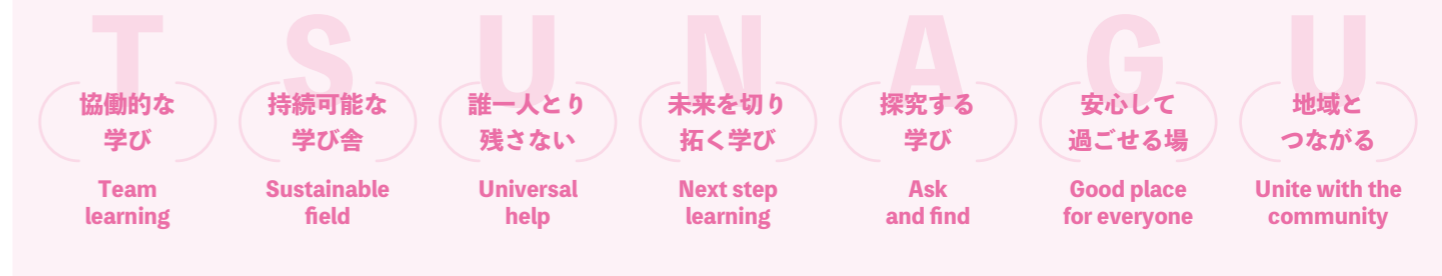 T
協働的な
学び
Team
learning
S
持続可能な
学び舎
Sustainable
field
U
誰一人とり
残さない
Universal
help
N
未来を切り
拓く学び
Next step
learning
A
探究する
学び
Ask
and find
G
安心して
過ごせる場
Good place
for everyone
U
地域と
つながる
Unite with the
community